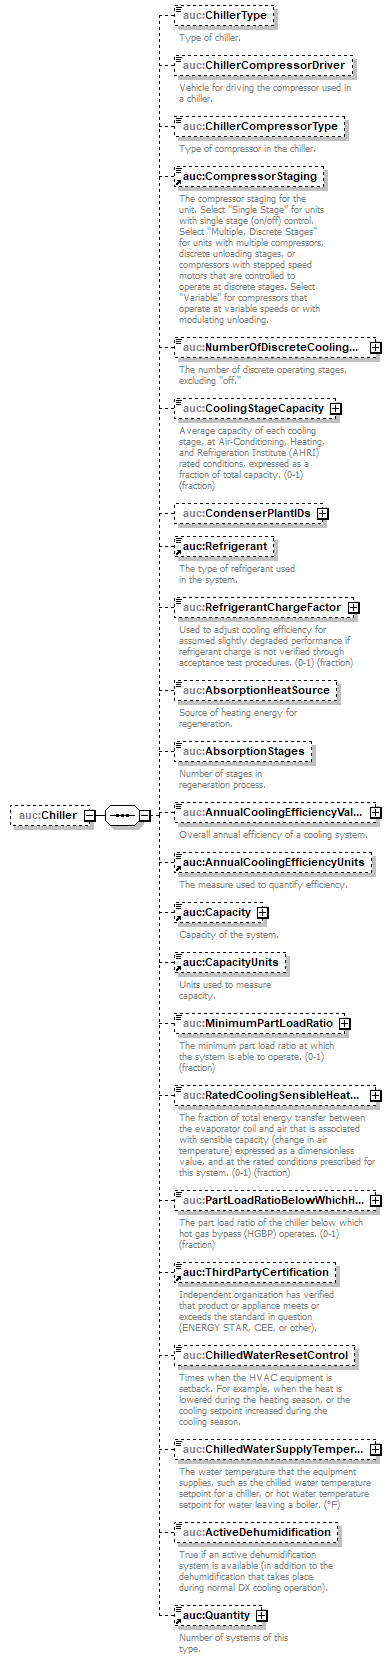 auc:ChillerType
Type of chiller.
auc:ChillerCompressorDriver
Vehicle for driving the compressor used in
a chiller.
auc:ChillerCompressorType
Type of compressor in the chiller.
auc:CompressorStaging
The compressor staging for the
unit. Select "Single Stage" for units
with single stage (on/off) control.
Select "Multiple, Discrete Stages"
for units with multiple compressors,
discrete unloading stages, or
compressors with stepped speed
motors that are controlled to
operate at discrete stages. Select
"Variable" for compressors that
operate at variable speeds or with
modulating unloading.
auc:NumberOfDiscreteCooling...
The number of discrete operating stages,
excluding "off."
auc:CoolingStageCapacity
Average capacity of each cooling
stage, at Air-Conditioning, Heating,
and Refrigeration Institute (AHRI)
rated conditions, expressed as a
fraction of total capacity. (0-1)
(fraction)
auc:CondenserPlantIDs
auc:Refrigerant
The type of refrigerant used
in the system.
auc:RefrigerantChargeFactor
Used to adjust cooling efficiency for
assumed slightly degraded performance if
refrigerant charge is not verified through
acceptance test procedures. (0-1) (fraction)
auc:AbsorptionHeatSource
Source of heating energy for
regeneration.
auc:AbsorptionStages
Number of stages in
regeneration process.
auc:Chiller
auc:AnnualCoolingEfficiencyVal...
Overall annual efficiency of a cooling system.
auc:AnnualCoolingEfficiencyUnits
The measure used to quantify efficiency.
auc:Capacity
Capacity of the system.
auc:CapacityUnits
Units used to measure
capacity.
auc:MinimumPartLoadRatio
The minimum part load ratio at which
the system is able to operate. (0-1)
(fraction)
auc:RatedCoolingSensibleHeat...
The fraction of total energy transfer between
the evaporator coil and air that is associated
with sensible capacity (change in air
temperature) expressed as a dimensionless
value, and at the rated conditions prescribed for
this system. (0-1) (fraction)
auc:PartLoadRatioBelowWhichH...
The part load ratio of the chiller below which
hot gas bypass (HGBP) operates. (0-1)
(fraction)
auc:ThirdPartyCertification
Independent organization has verified
that product or appliance meets or
exceeds the standard in question
(ENERGY STAR, CEE, or other).
auc:ChilledWaterResetControl
Times when the HVAC equipment is
setback. For example, when the heat is
lowered during the heating season, or the
cooling setpoint increased during the
cooling season.
auc:ChilledWaterSupplyTemper...
The water temperature that the equipment
supplies, such as the chilled water temperature
setpoint for a chiller, or hot water temperature
setpoint for water leaving a boiler. (°F)
auc:ActiveDehumidification
True if an active dehumidification
system is available (in addition to the
dehumidification that takes place
during normal DX cooling operation).
auc:Quantity
Number of systems of this
type.